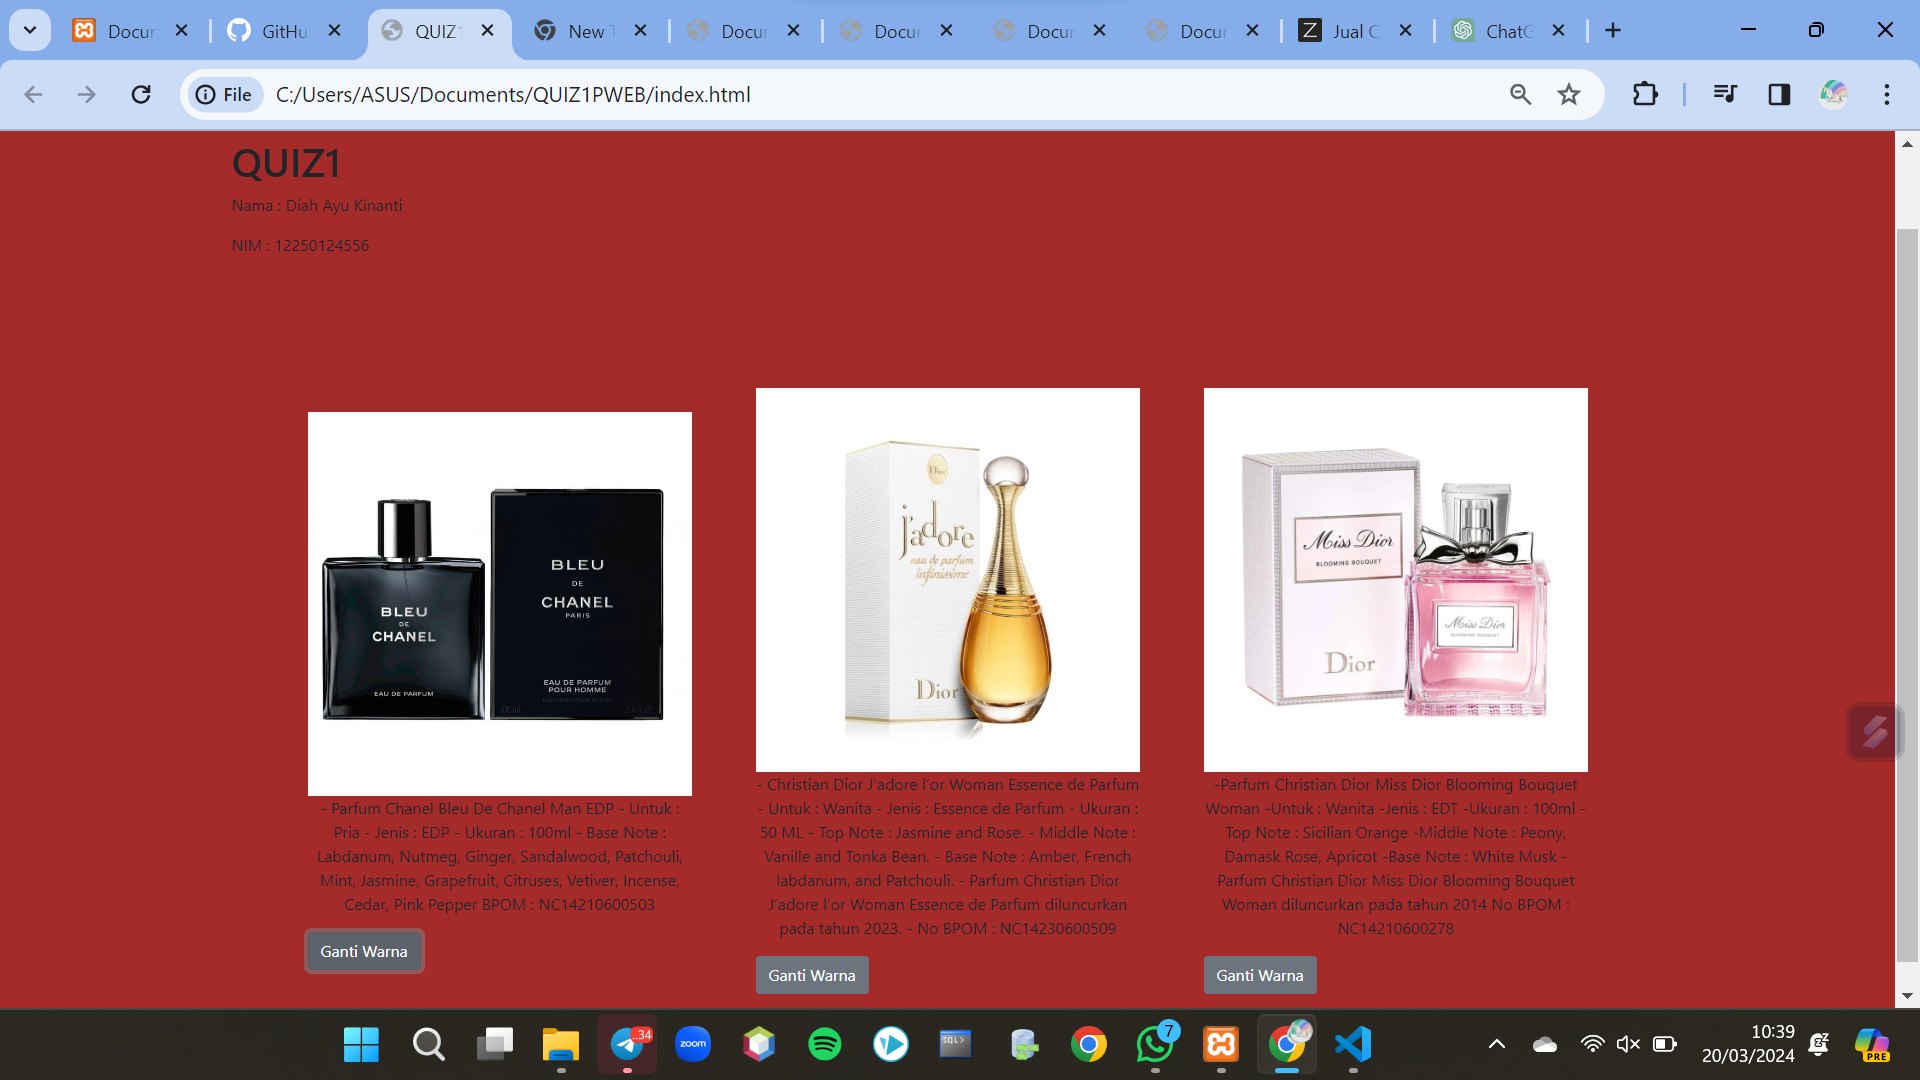 Docur
GitHu
QUIZ1
New T
Docur
Docur
Docur
Docur
Jual C
ChatG
File
C:/Users/ASUS/Documents/QUIZ1PWEB/index.html
QUIZ1
Nama : Diah Ayu Kinanti
NIM : 12250124556
BLEU
DE
CHANEL
EAU DE PARFUM
BLEU
DE
CHANEL
PARIS
EAU DE PARFUM
POUR HOMME
100 ml
- Parfum Chanel Bleu De Chanel Man EDP - Untuk :
Pria - Jenis : EDP - Ukuran : 100ml - Base Note :
Labdanum, Nutmeg, Ginger, Sandalwood, Patchouli,
Mint, Jasmine, Grapefruit, Citruses, Vetiver, Incense,
Cedar, Pink Pepper BPOM : NC14210600503
Ganti Warna
Dior
j'adore
eau de parfum
infinissime
Dior
- Christian Dior J'adore l'or Woman Essence de Parfum
- Untuk : Wanita - Jenis : Essence de Parfum - Ukuran :
50 ML - Top Note : Jasmine and Rose. - Middle Note :
Vanille and Tonka Bean. - Base Note : Amber, French
labdanum, and Patchouli. - Parfum Christian Dior
J'adore l'or Woman Essence de Parfum diluncurkan
pada tahun 2023. - No BPOM : NC14230600509
Ganti Warna
Miss Dior
BLOOMING BOUQUET
Dior
Miss Dior
BLOOMING BOUQUET
-Parfum Christian Dior Miss Dior Blooming Bouquet
Woman -Untuk : Wanita -Jenis : EDT -Ukuran : 100ml -
Top Note : Sicilian Orange -Middle Note : Peony,
Damask Rose, Apricot -Base Note : White Musk -
Parfum Christian Dior Miss Dior Blooming Bouquet
Woman diluncurkan pada tahun 2014 No BPOM :
NC14210600278
Ganti Warna
..34
zoom
SQL>
7
10:39
20/03/2024
PRE